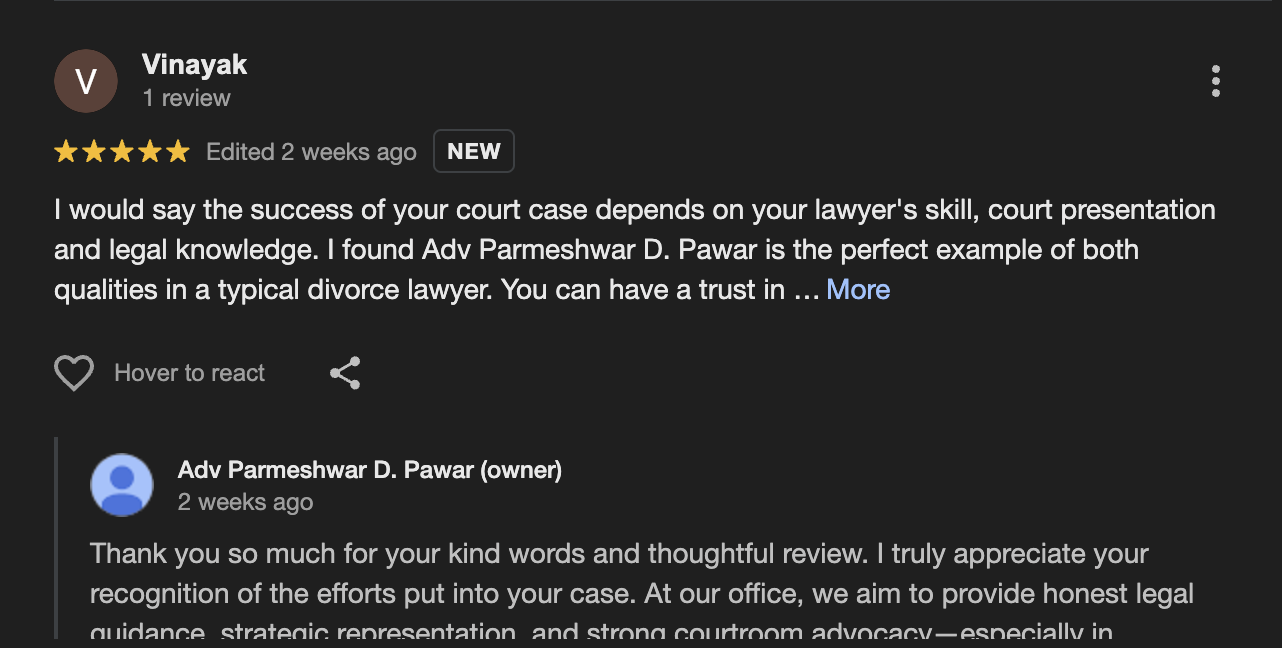 V
Vinayak
1 review
Edited 2 weeks ago NEW
I would say the success of your court case depends on your lawyer's skill, court presentation
and legal knowledge. I found Adv Parmeshwar D. Pawar is the perfect example of both
qualities in a typical divorce lawyer. You can have a trust in … More
Hover to react
Adv Parmeshwar D. Pawar (owner)
2 weeks ago
Thank you so much for your kind words and thoughtful review. I truly appreciate your
recognition of the efforts put into your case. At our office, we aim to provide honest legal
guidance, strategic representation, and strong courtroom advocacy—especially in